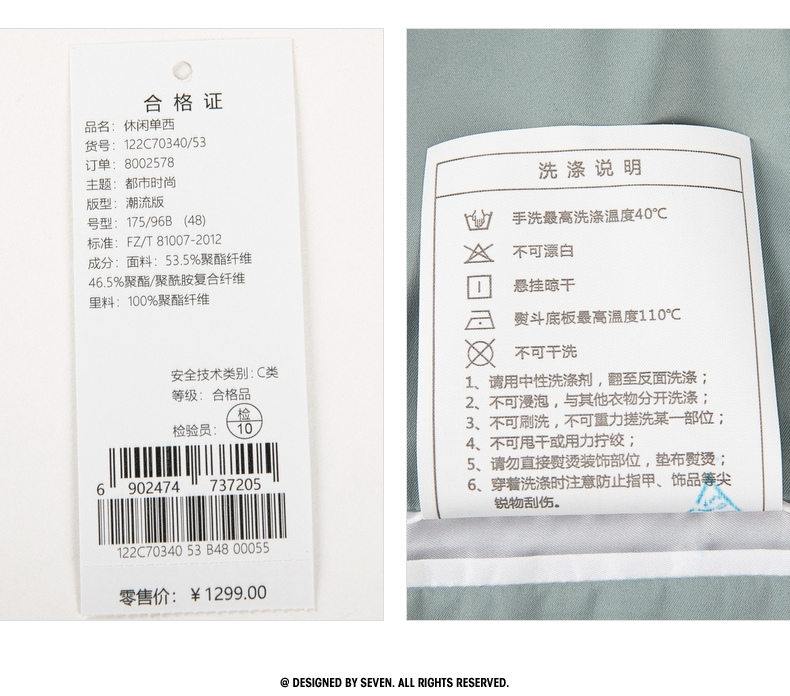 合格证
品名：休闲单西
货号：122C70340/53
订单：8002578
主题：都市时尚
版型：潮流版
号型：175/96B （48）
标准：FZ/T 81007-2012
成分：面料：53.5%聚酯纤维
46.5%聚酯/聚酰胺复合纤维
里料：100%聚酯纤维
安全技术类别：C类
等级：合格品
检验员：检10
6 902474 737205
122C70340 53 B48 00055
零售价：￥1299.00
洗涤说明
手洗最高洗涤温度40℃
不可漂白
悬挂晾干
熨斗底板最高温度110℃
不可干洗
1、请用中性洗涤剂，翻至反面洗涤；
2、不可浸泡，与其他衣物分开洗涤；
3、不可刷洗，不可重力搓洗某一部位；
4、不可甩干或用力拧绞；
5、请勿直接熨烫装饰部位，垫布熨烫；
6、穿着洗涤时注意防止指甲、饰品等尖
锐物刮伤。
@ DESIGNED BY SEVEN. ALL RIGHTS RESERVED.